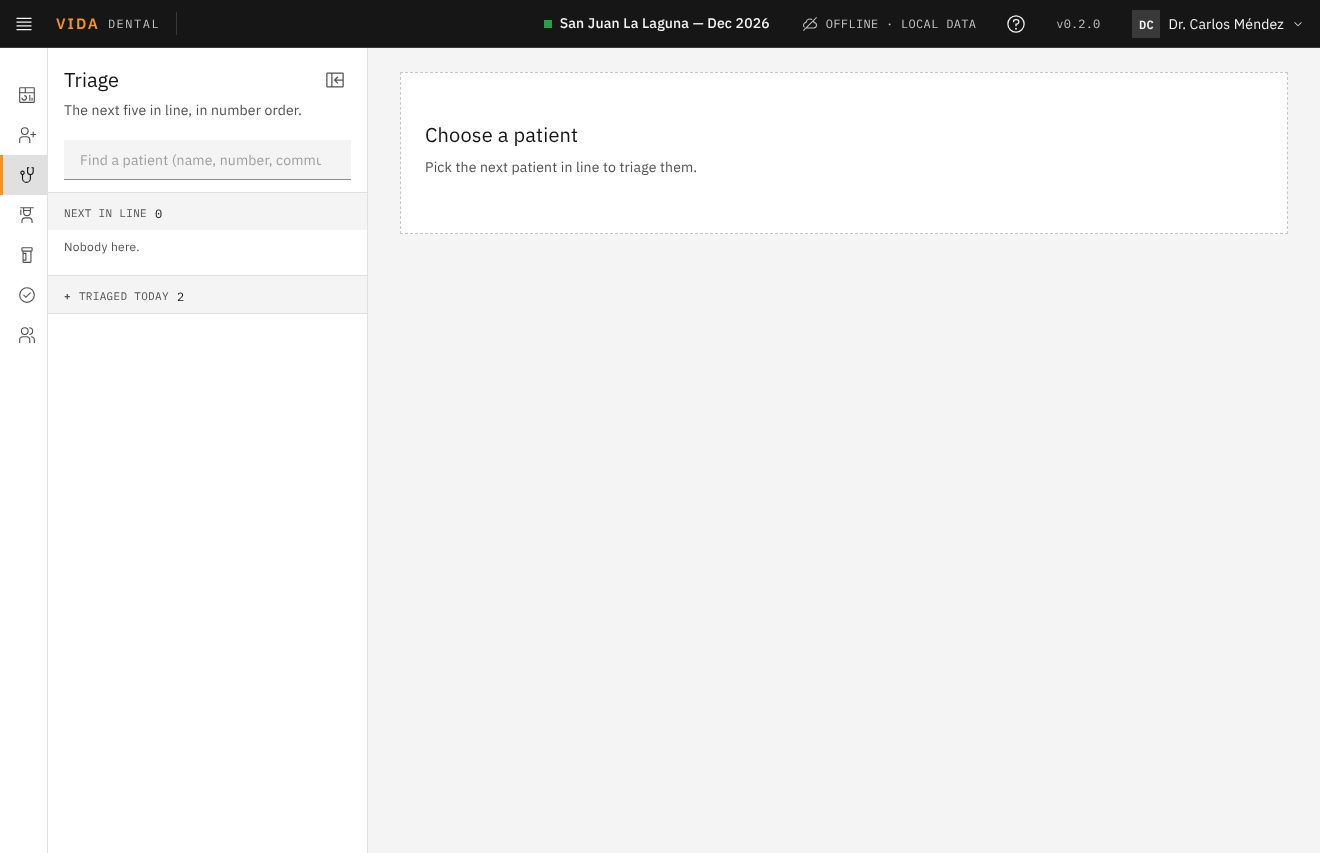 VIDA DENTAL
San Juan La Laguna — Dec 2026
OFFLINE · LOCAL DATA
v0.2.0
DC
Dr. Carlos Méndez
Triage
The next five in line, in number order.
Find a patient (name, number, commu
NEXT IN LINE 0
Nobody here.
+ TRIAGED TODAY 2
Choose a patient
Pick the next patient in line to triage them.